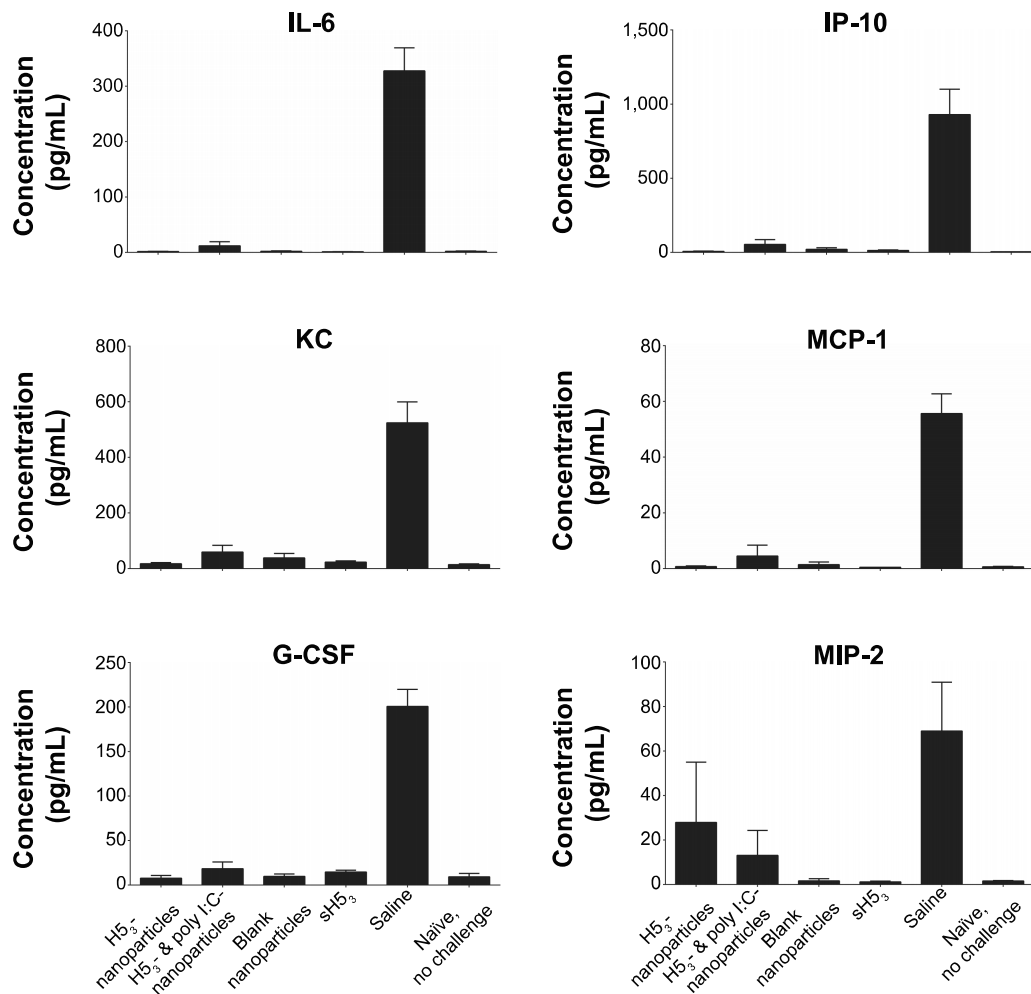 IL-6
Concentration
(pg/mL)
400
300
200
100
0
IP-10
Concentration
(pg/mL)
1,500
1,000
500
0
KC
Concentration
(pg/mL)
800
600
400
200
0
MCP-1
Concentration
(pg/mL)
80
60
40
20
0
G-CSF
Concentration
(pg/mL)
250
200
150
100
50
0
H5₃-
nanoparticles
H5₃- & poly I:C-
nanoparticles
Blank
nanoparticles
sH5₃
Saline
Naïve,
no challenge
MIP-2
Concentration
(pg/mL)
100
80
60
40
20
0
H5₃-
nanoparticles
H5₃- & poly I:C-
nanoparticles
Blank
nanoparticles
sH5₃
Saline
Naïve,
no challenge